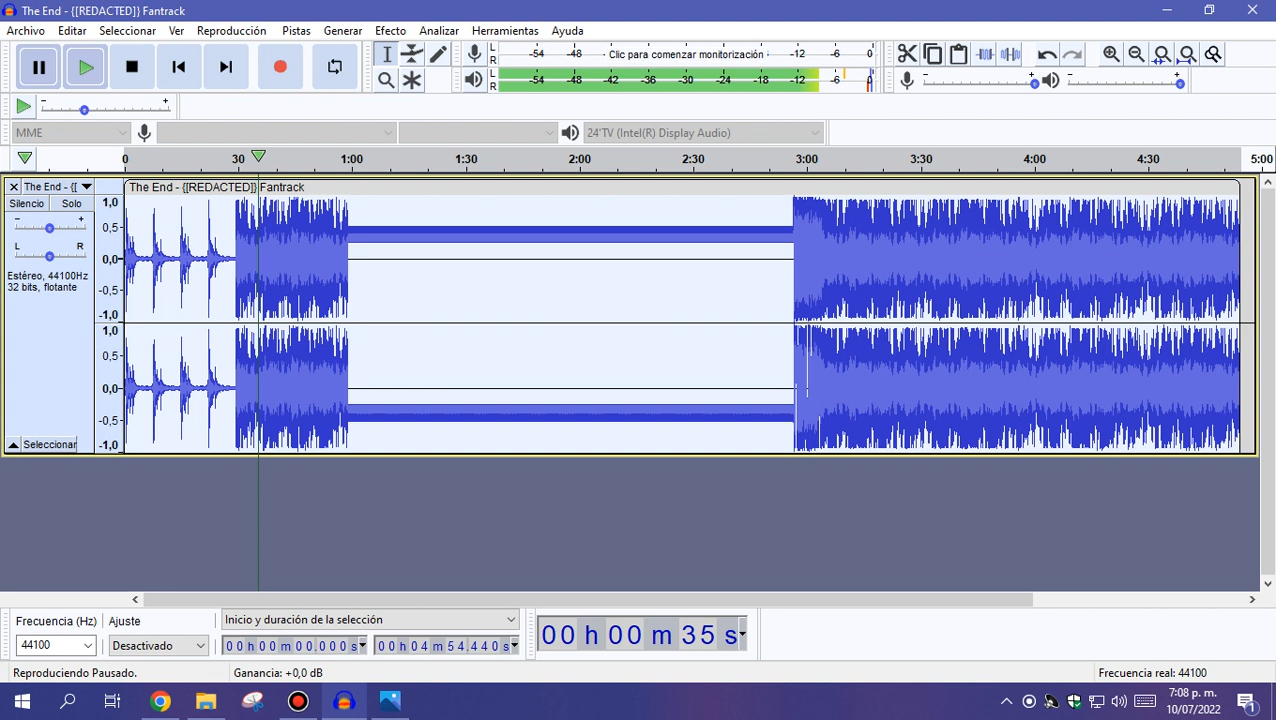 The End - {[REDACTED]} Fantrack
Archivo Editar Seleccionar Ver Reproducción Pistas Generar Efecto Analizar Herramientas Ayuda
L R -54 -48 Clic para comenzar monitorización -12 -6 0
L R -54 -48 -42 -36 -30 -24 -18 -12 -6 0
- +
- +
- +
MME
24'TV (Intel(R) Display Audio)
0 30 1:00 1:30 2:00 2:30 3:00 3:30 4:00 4:30 5:00
The End - {[
The End - {[REDACTED]} Fantrack
Silencio Solo
- +
L R
Estéreo, 44100Hz
32 bits, flotante
Seleccionar
1,0
0,5
0,0
-0,5
-1,0
1,0
0,5
0,0
-0,5
-1,0
Frecuencia (Hz) Ajuste
44100 Desactivado
Inicio y duración de la selección
00 h 00 m 00.000 s 00 h 04 m 54.440 s
00 h 00 m 35 s
Reproduciendo Pausado. Ganancia: +0,0 dB Frecuencia real: 44100
7:08 p. m.
10/07/2022
1